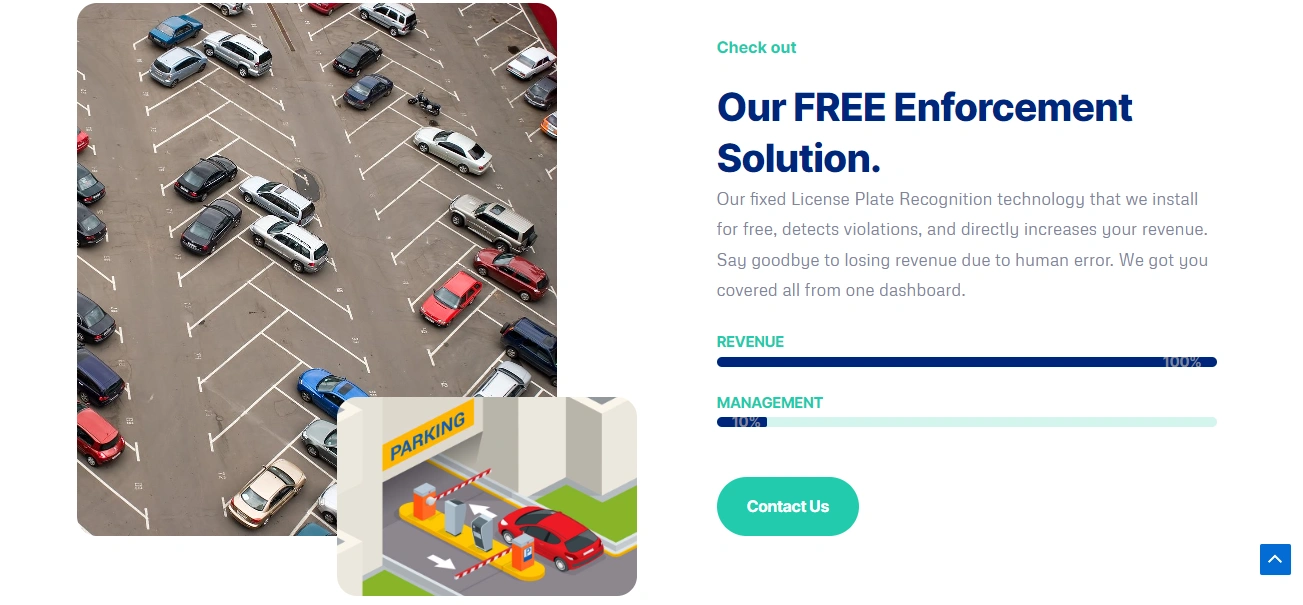 Check out
Our FREE Enforcement
Solution.
Our fixed License Plate Recognition technology that we install
for free, detects violations, and directly increases your revenue.
Say goodbye to losing revenue due to human error. We got you
covered all from one dashboard.
REVENUE
100%
MANAGEMENT
10%
Contact Us
PARKING
P